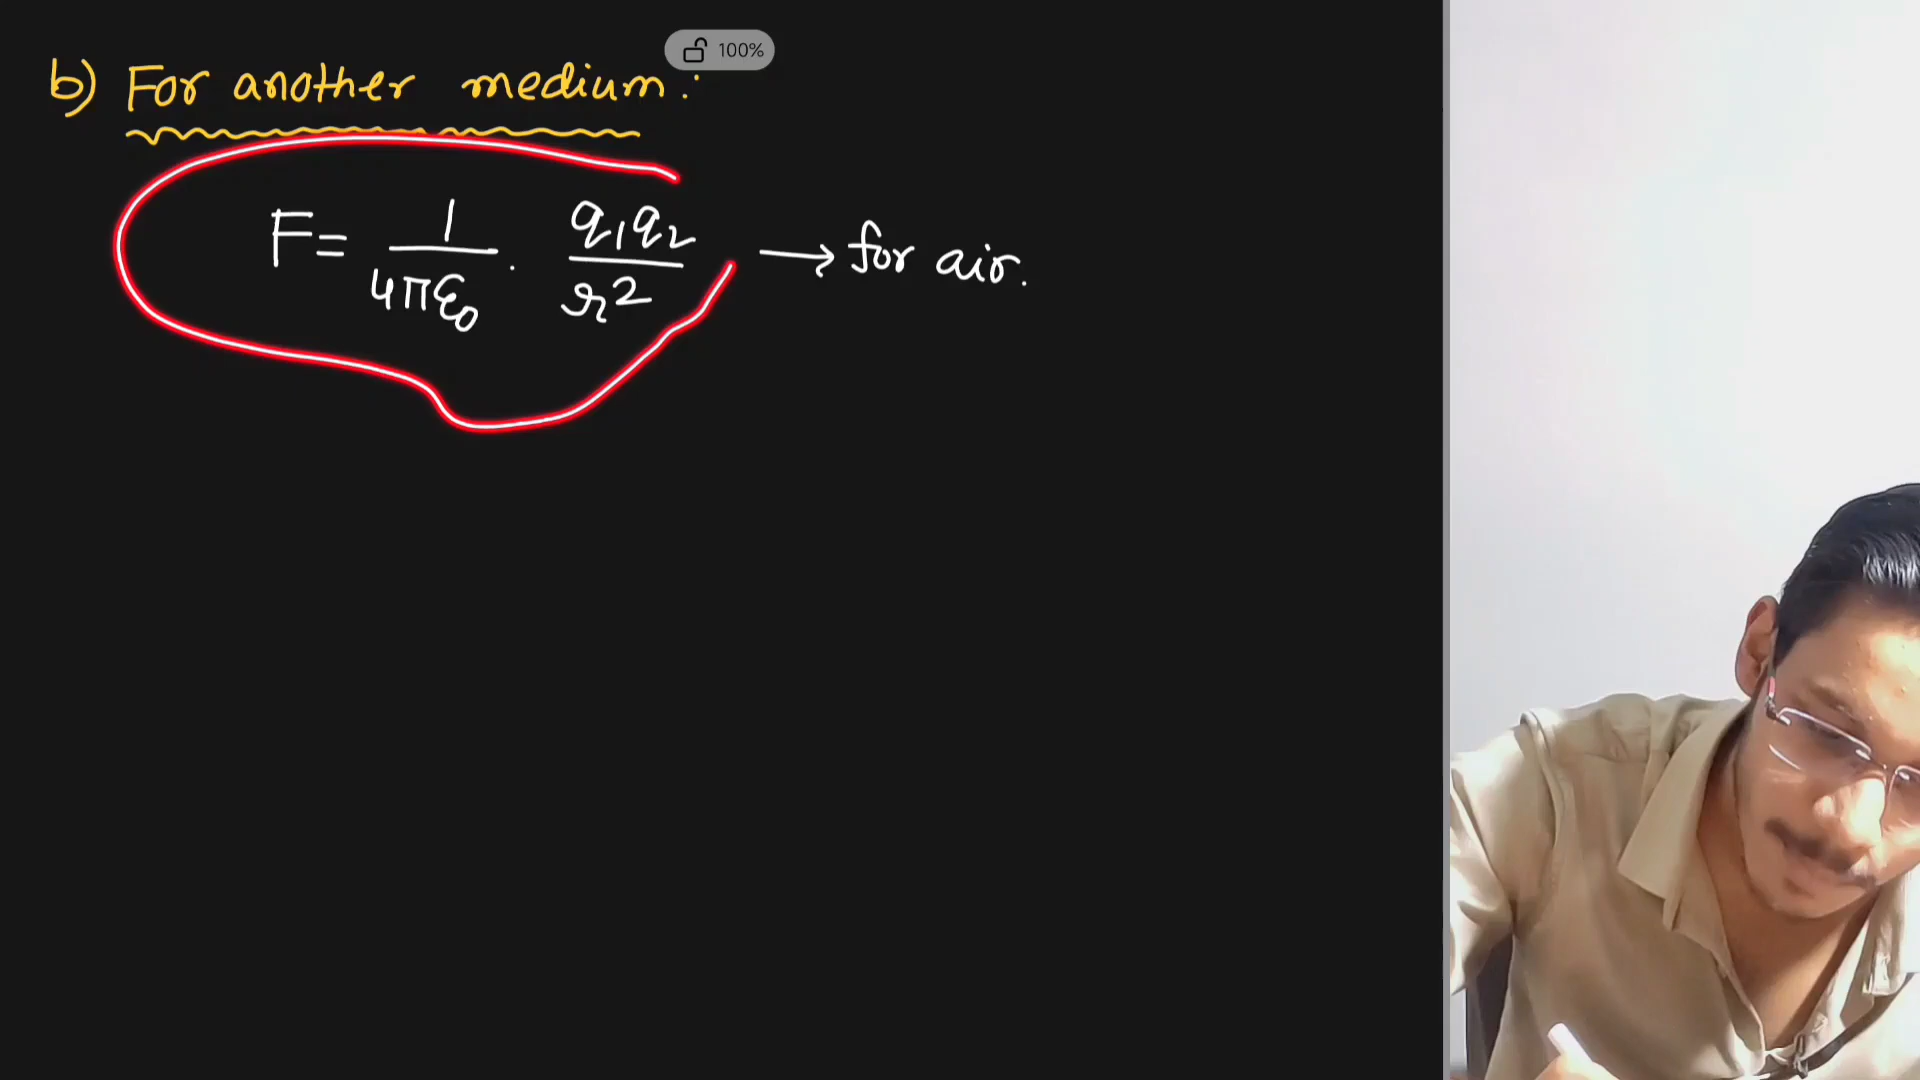 100%
b) For another medium:
F = 1/4πε₀ · q₁q₂/r² → for air.